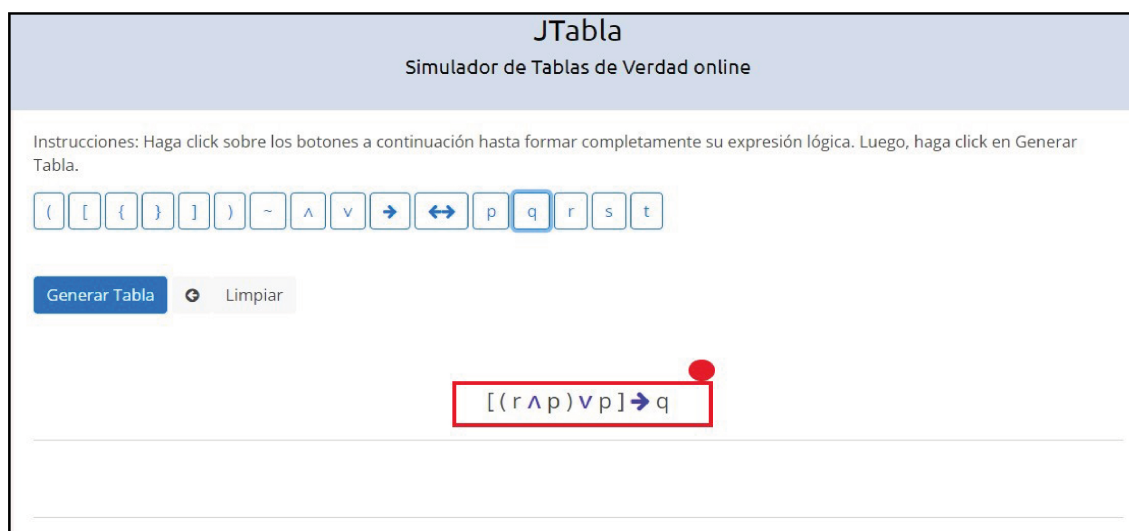 JTabla
Simulador de Tablas de Verdad online
Instrucciones: Haga click sobre los botones a continuación hasta formar completamente su expresión lógica. Luego, haga click en Generar
Tabla.
( [ { } ] ) ~ ∧ ∨ → ↔ p q r s t
Generar Tabla Limpiar
[(r∧p)∨p]→q